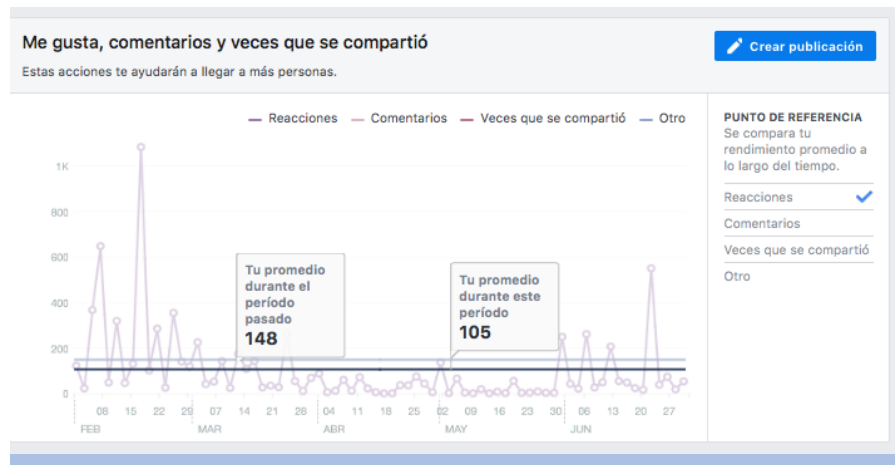 Me gusta, comentarios y veces que se compartió
Crear publicación
Estas acciones te ayudarán a llegar a más personas.
Reacciones Comentarios Veces que se compartió Otro
PUNTO DE REFERENCIA
Se compara tu
rendimiento promedio a
lo largo del tiempo.
Reacciones
Comentarios
Veces que se compartió
Otro
1K
800
600
400
200
0
Tu promedio
durante el
período
pasado
148
Tu promedio
durante este
período
105
08 15 22 29 07 14 21 28 04 11 18 25 02 09 16 23 30 06 13 20 27
FEB MAR ABR MAY JUN